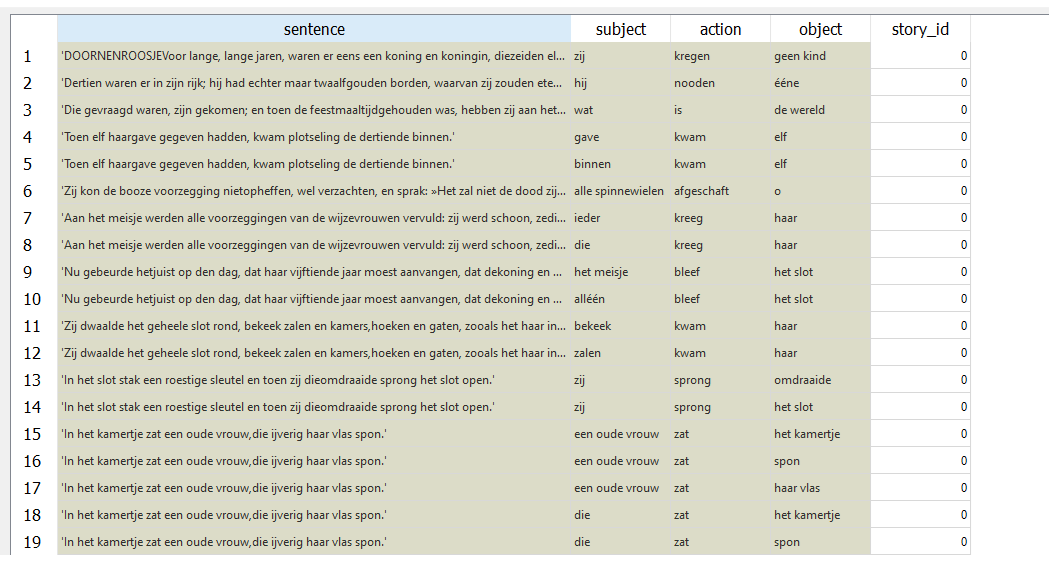 sentence subject action object story_id
1 'DOORNENROOSJEVoor lange, lange jaren, waren er eens een koning en koningin, diezeiden el... zij kregen geen kind 0
2 'Dertien waren er in zijn rijk; hij had echter maar twaalfgouden borden, waarvan zij zouden ete... hij nooden ééne 0
3 'Die gevraagd waren, zijn gekomen; en toen de feestmaaltijdgehouden was, hebben zij aan het... wat is de wereld 0
4 'Toen elf haargave gegeven hadden, kwam plotseling de dertiende binnen.' gave kwam elf 0
5 'Toen elf haargave gegeven hadden, kwam plotseling de dertiende binnen.' binnen kwam elf 0
6 'Zij kon de booze voorzegging nietopheffen, wel verzachten, en sprak: »Het zal niet de dood zij... alle spinnewielen afgeschaft o 0
7 'Aan het meisje werden alle voorzeggingen van de wijzevrouwen vervuld: zij werd schoon, zedi... ieder kreeg haar 0
8 'Aan het meisje werden alle voorzeggingen van de wijzevrouwen vervuld: zij werd schoon, zedi... die kreeg haar 0
9 'Nu gebeurde hetjuist op den dag, dat haar vijftiende jaar moest aanvangen, dat dekoning en ... het meisje bleef het slot 0
10 'Nu gebeurde hetjuist op den dag, dat haar vijftiende jaar moest aanvangen, dat dekoning en ... alléén bleef het slot 0
11 'Zij dwaalde het geheele slot rond, bekeek zalen en kamers,hoeken en gaten, zooals het haar in... bekeek kwam haar 0
12 'Zij dwaalde het geheele slot rond, bekeek zalen en kamers,hoeken en gaten, zooals het haar in... zalen kwam haar 0
13 'In het slot stak een roestige sleutel en toen zij dieomdraaide sprong het slot open.' zij sprong omdraaide 0
14 'In het slot stak een roestige sleutel en toen zij dieomdraaide sprong het slot open.' zij sprong het slot 0
15 'In het kamertje zat een oude vrouw,die ijverig haar vlas spon.' een oude vrouw zat het kamertje 0
16 'In het kamertje zat een oude vrouw,die ijverig haar vlas spon.' een oude vrouw zat spon 0
17 'In het kamertje zat een oude vrouw,die ijverig haar vlas spon.' een oude vrouw zat haar vlas 0
18 'In het kamertje zat een oude vrouw,die ijverig haar vlas spon.' die zat het kamertje 0
19 'In het kamertje zat een oude vrouw,die ijverig haar vlas spon.' die zat spon 0